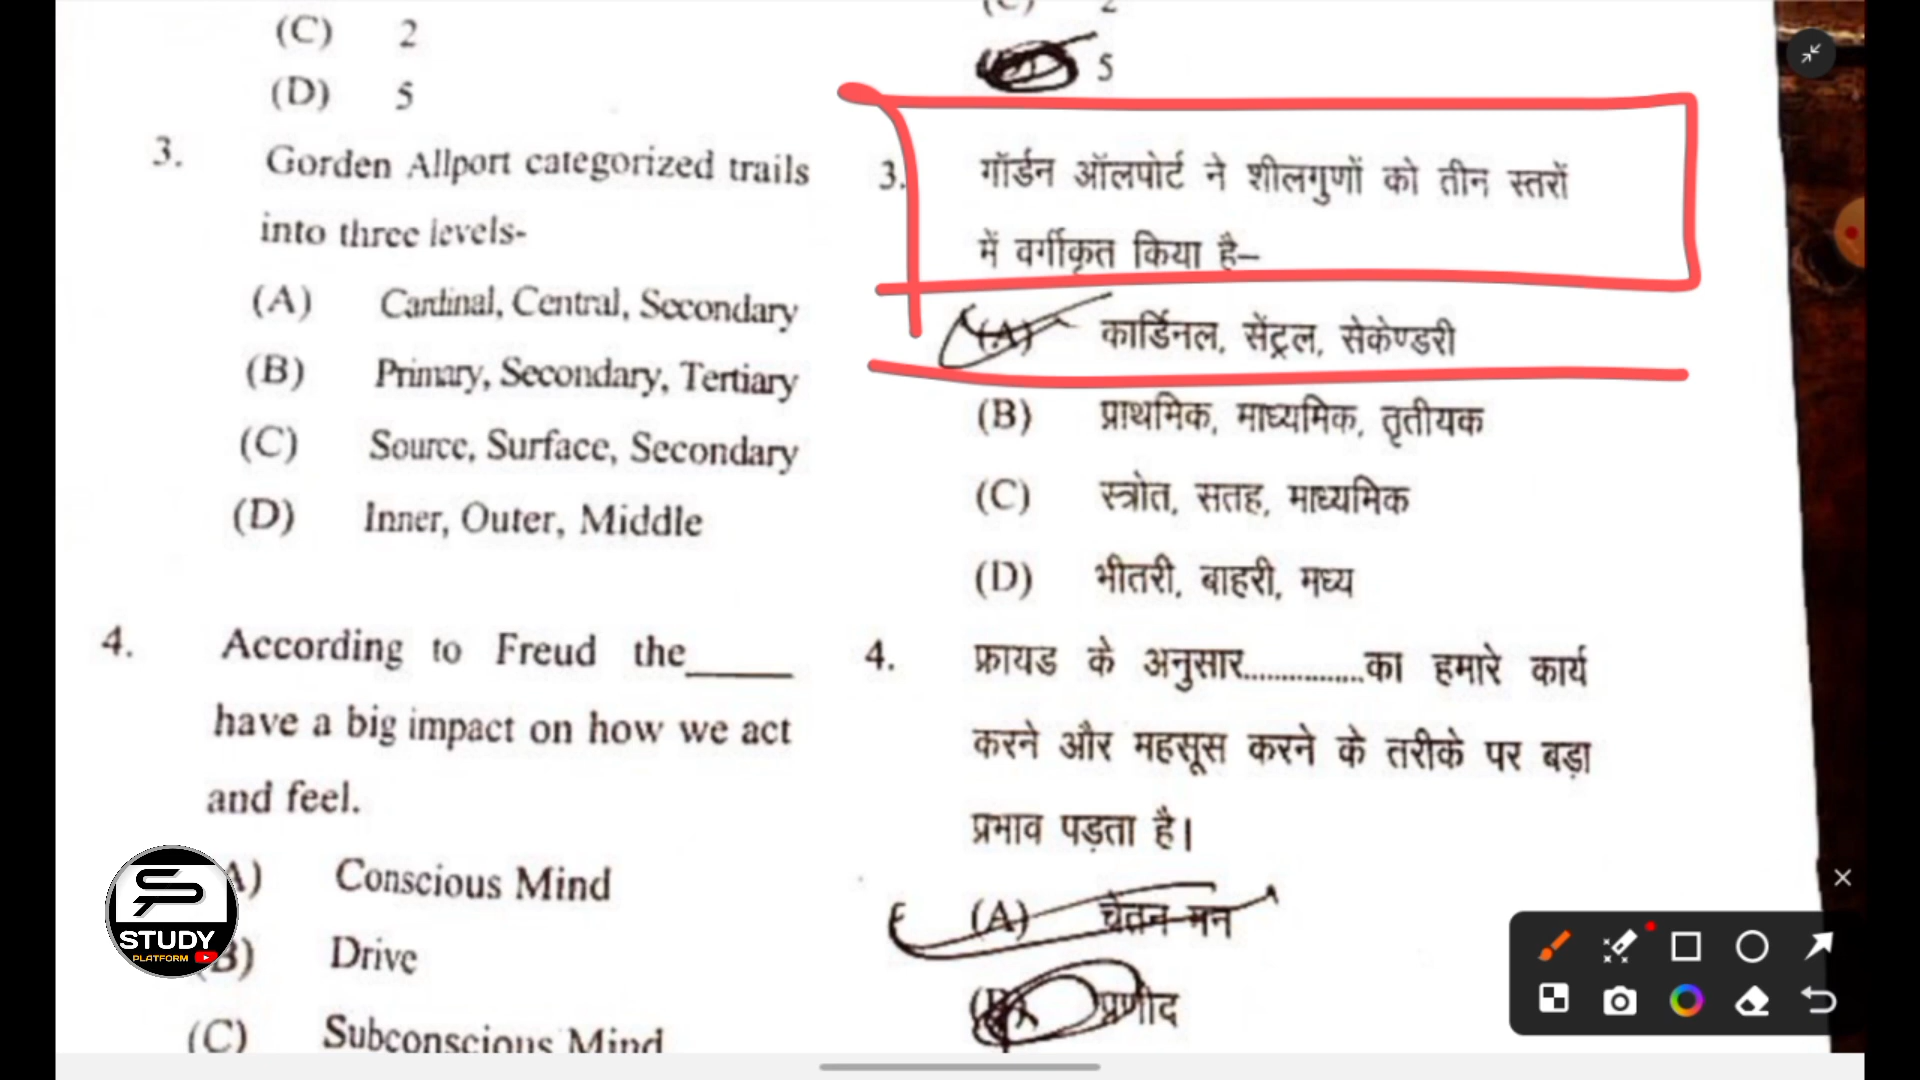 (C) 2
(D) 5
3. Gorden Allport categorized trails
into three levels-
(A) Cardinal, Central, Secondary
(B) Primary, Secondary, Tertiary
(C) Source, Surface, Secondary
(D) Inner, Outer, Middle
4. According to Freud the_____
have a big impact on how we act
and feel.
A) Conscious Mind
B) Drive
(C) Subconscious Mind
(C) 2
5
3. गॉर्डन ऑलपोर्ट ने शीलगुणों को तीन स्तरों
में वर्गीकृत किया है–
(A) कार्डिनल, सेंट्रल, सेकेण्डरी
(B) प्राथमिक, माध्यमिक, तृतीयक
(C) स्त्रोत, सतह, माध्यमिक
(D) भीतरी, बाहरी, मध्य
4. फ्रायड के अनुसार...............का हमारे कार्य
करने और महसूस करने के तरीके पर बड़ा
प्रभाव पड़ता है।
(A) चेतन मन
प्रणोद
STUDY
PLATFORM